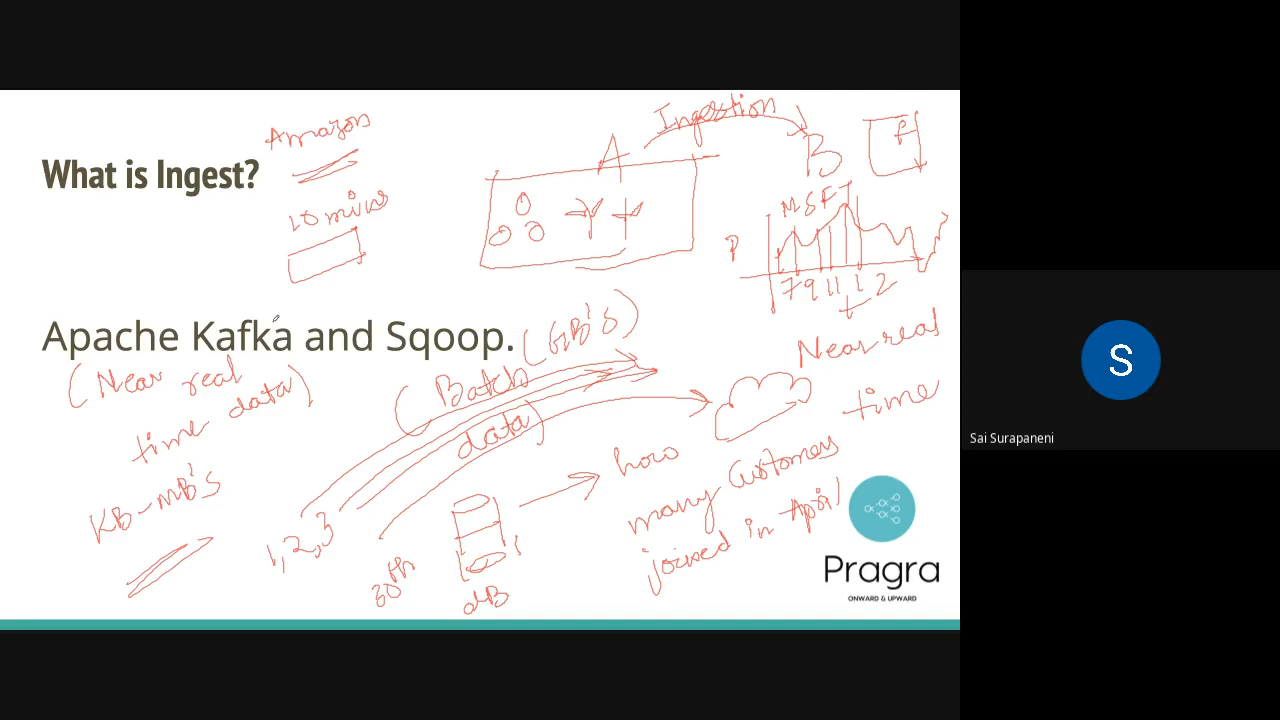 What is Ingest?
Amazon
10 mins
A
Ingestion
B
M S F T
P
7 9 11 1 2
Apache Kafka and Sqoop.
(Near real
time data)
KB-MB's
(Batch
data)
(GB's)
Near real
time
1,2,3
30th
dB
how
many Customers
joined in April
Pragra
ONWARD & UPWARD
S
Sai Surapaneni